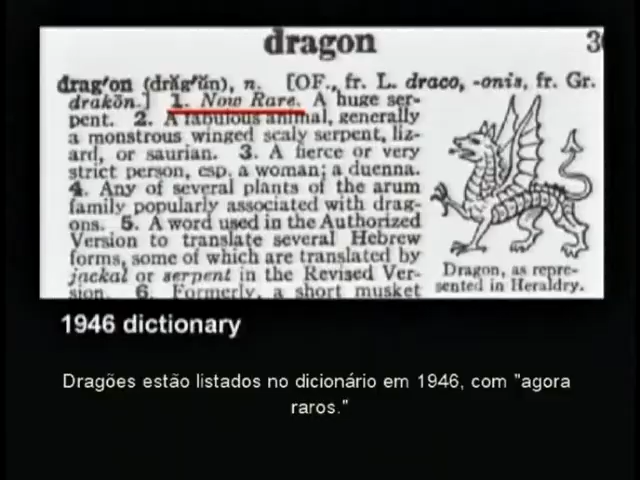 dragon 3
drag′on (drăg′ŭn), n. [OF., fr. L. draco, -onis, fr. Gr.
drakōn.] 1. Now Rare. A huge ser-
pent. 2. A fabulous animal, generally
a monstrous winged scaly serpent, liz-
ard, or saurian. 3. A fierce or very
strict person, esp. a woman; a duenna.
4. Any of several plants of the arum
family popularly associated with drag-
ons. 5. A word used in the Authorized
Version to translate several Hebrew
forms, some of which are translated by
jackal or serpent in the Revised Ver-
sion. 6. Formerly, a short musket
Dragon, as repre-
sented in Heraldry.
1946 dictionary
Dragões estão listados no dicionário em 1946, com "agora
raros."